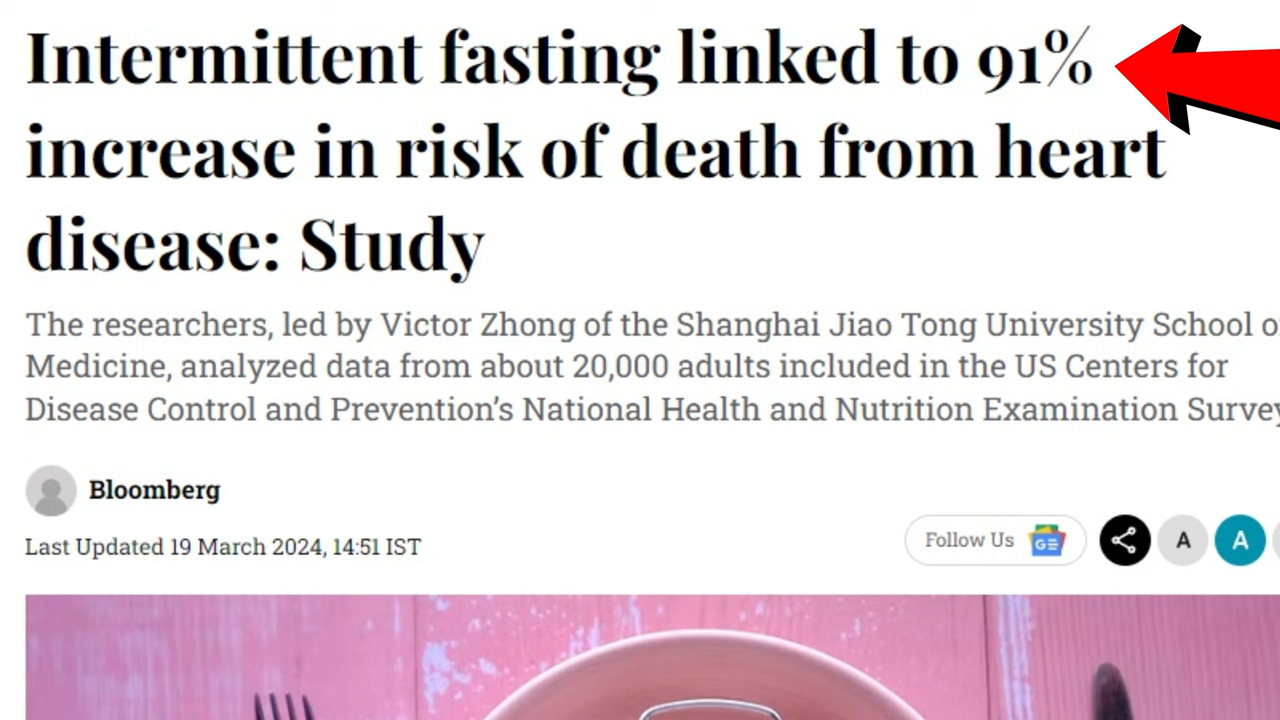 Intermittent fasting linked to 91%
increase in risk of death from heart
disease: Study
The researchers, led by Victor Zhong of the Shanghai Jiao Tong University School
Medicine, analyzed data from about 20,000 adults included in the US Centers for
Disease Control and Prevention's National Health and Nutrition Examination Survey
Bloomberg
Last Updated 19 March 2024, 14:51 IST
Follow Us GE
A A